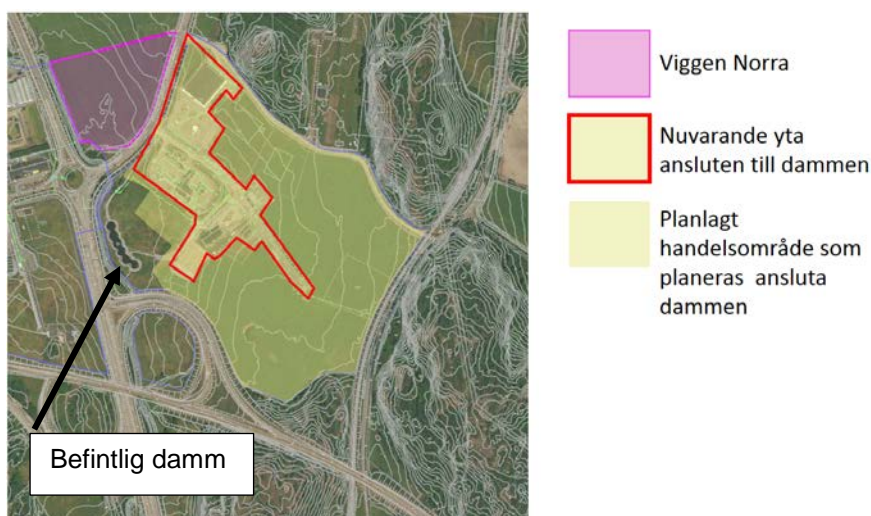 Viggen Norra
Nuvarande yta
ansluten till dammen
Planlagt
handelsområde som
planeras ansluta
dammen
Befintlig damm